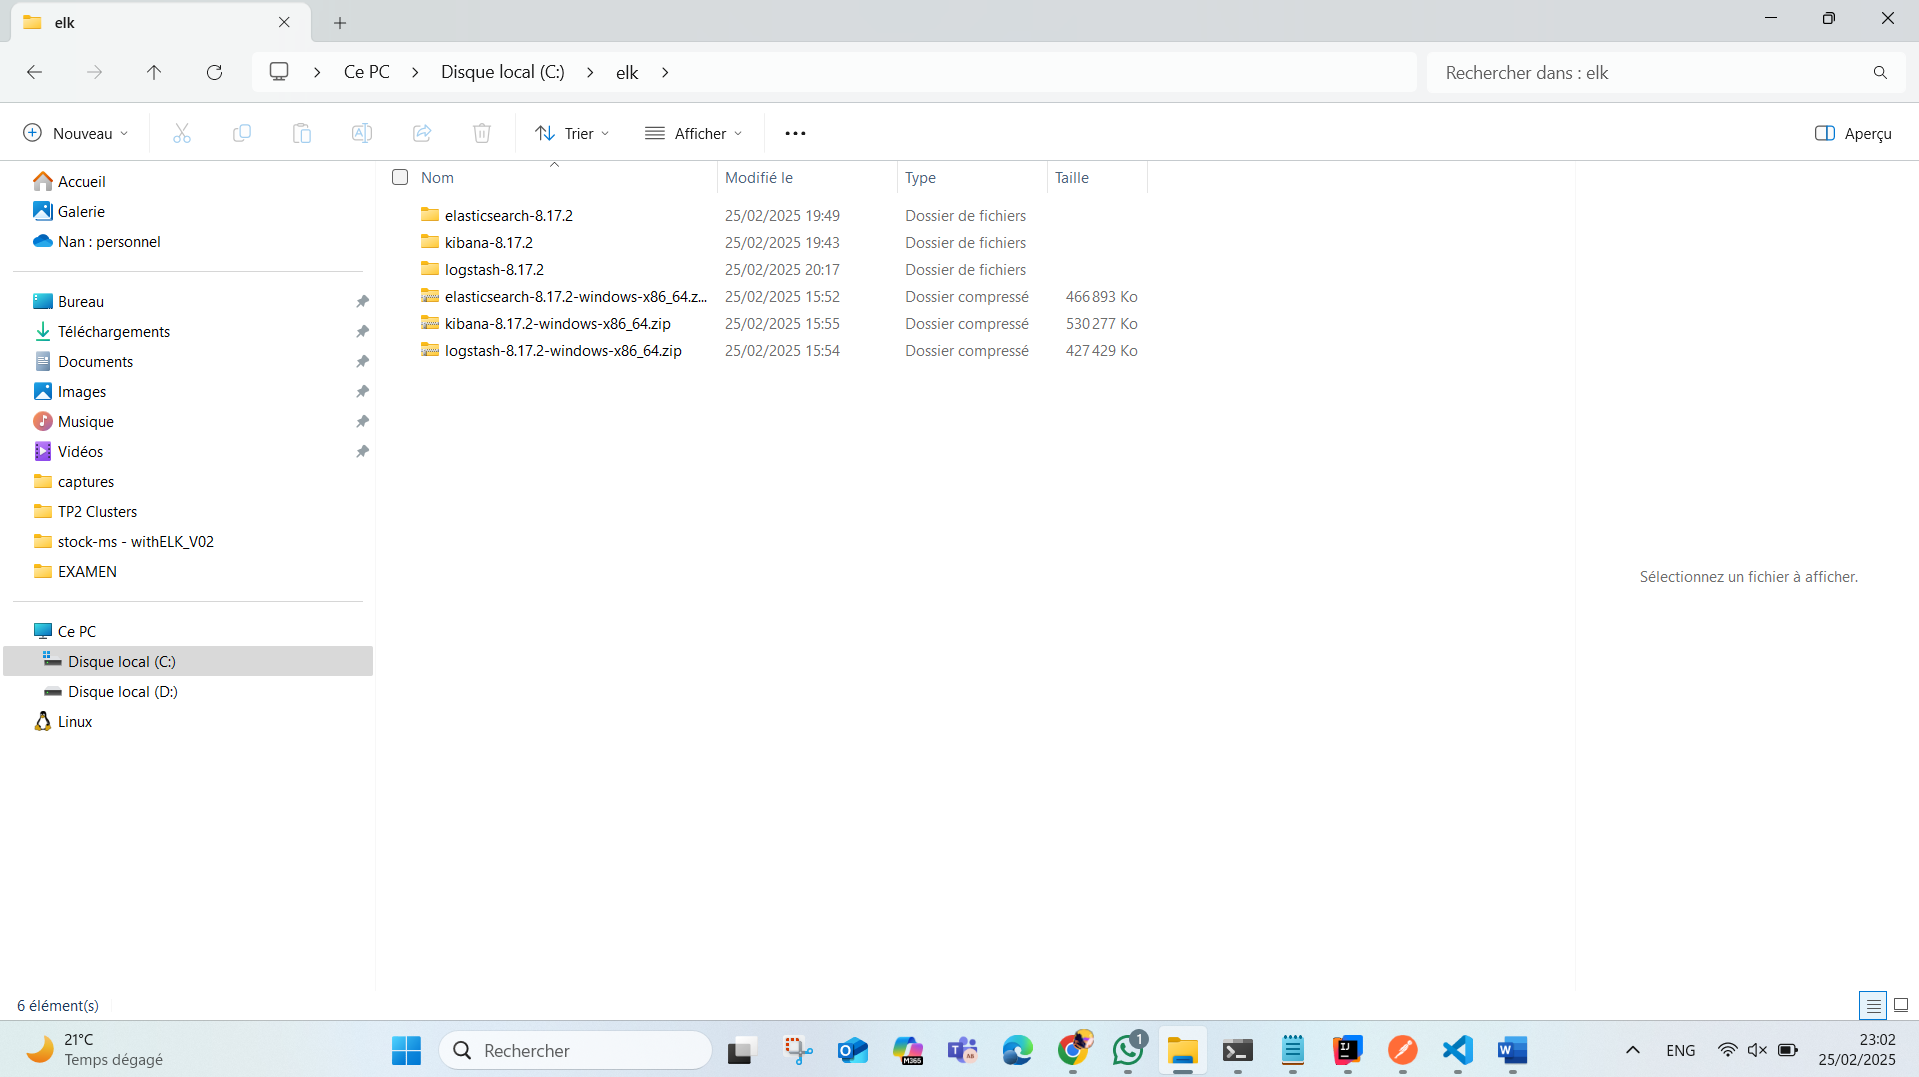 elk
Ce PC
Disque local (C:)
elk
Rechercher dans : elk
Nouveau
Trier
Afficher
Aperçu
Nom
Modifié le
Type
Taille
elasticsearch-8.17.2 25/02/2025 19:49 Dossier de fichiers
kibana-8.17.2 25/02/2025 19:43 Dossier de fichiers
logstash-8.17.2 25/02/2025 20:17 Dossier de fichiers
elasticsearch-8.17.2-windows-x86_64.z... 25/02/2025 15:52 Dossier compressé 466 893 Ko
kibana-8.17.2-windows-x86_64.zip 25/02/2025 15:55 Dossier compressé 530 277 Ko
logstash-8.17.2-windows-x86_64.zip 25/02/2025 15:54 Dossier compressé 427 429 Ko
Accueil
Galerie
Nan : personnel
Bureau
Téléchargements
Documents
Images
Musique
Vidéos
captures
TP2 Clusters
stock-ms - withELK_V02
EXAMEN
Ce PC
Disque local (C:)
Disque local (D:)
Linux
Sélectionnez un fichier à afficher.
6 élément(s)
21°C
Temps dégagé
Rechercher
M365
1
ENG
23:02
25/02/2025